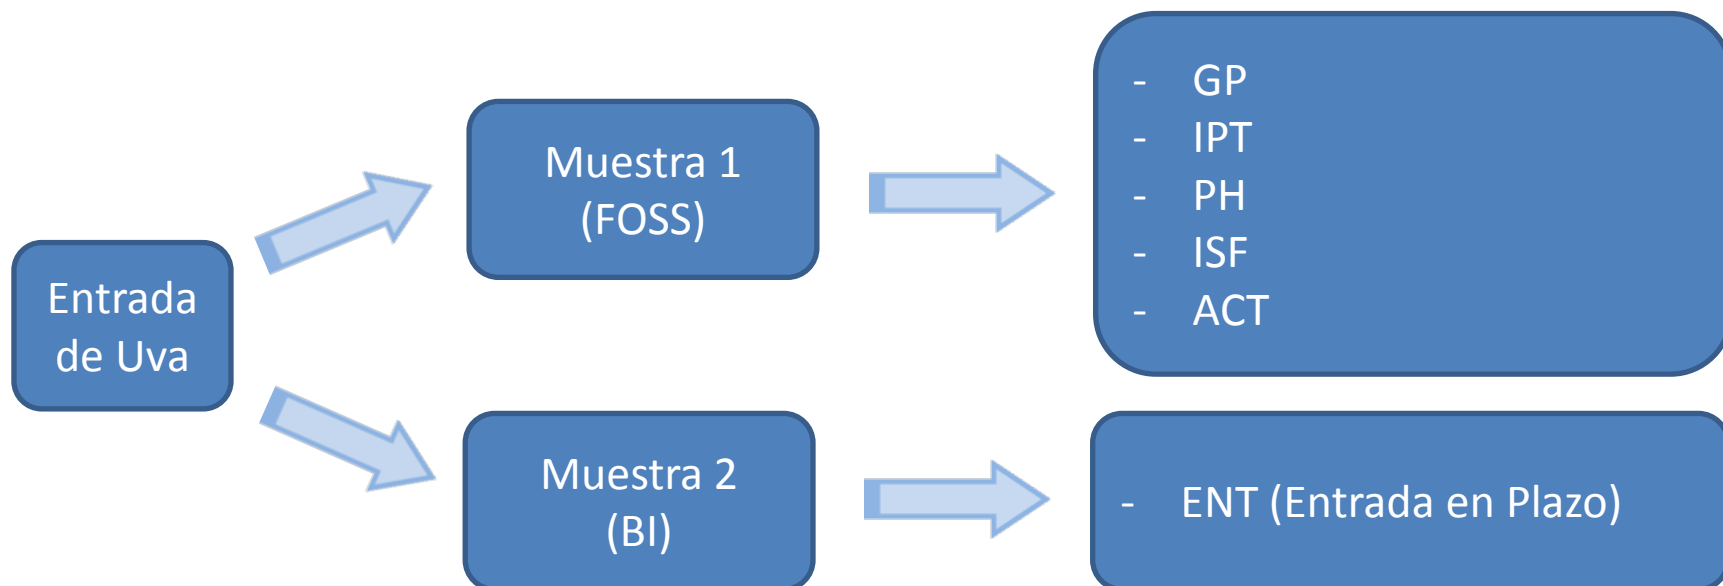 Entrada
de Uva
Muestra 1
(FOSS)
- GP
- IPT
- PH
- ISF
- ACT
Muestra 2
(BI)
- ENT (Entrada en Plazo)